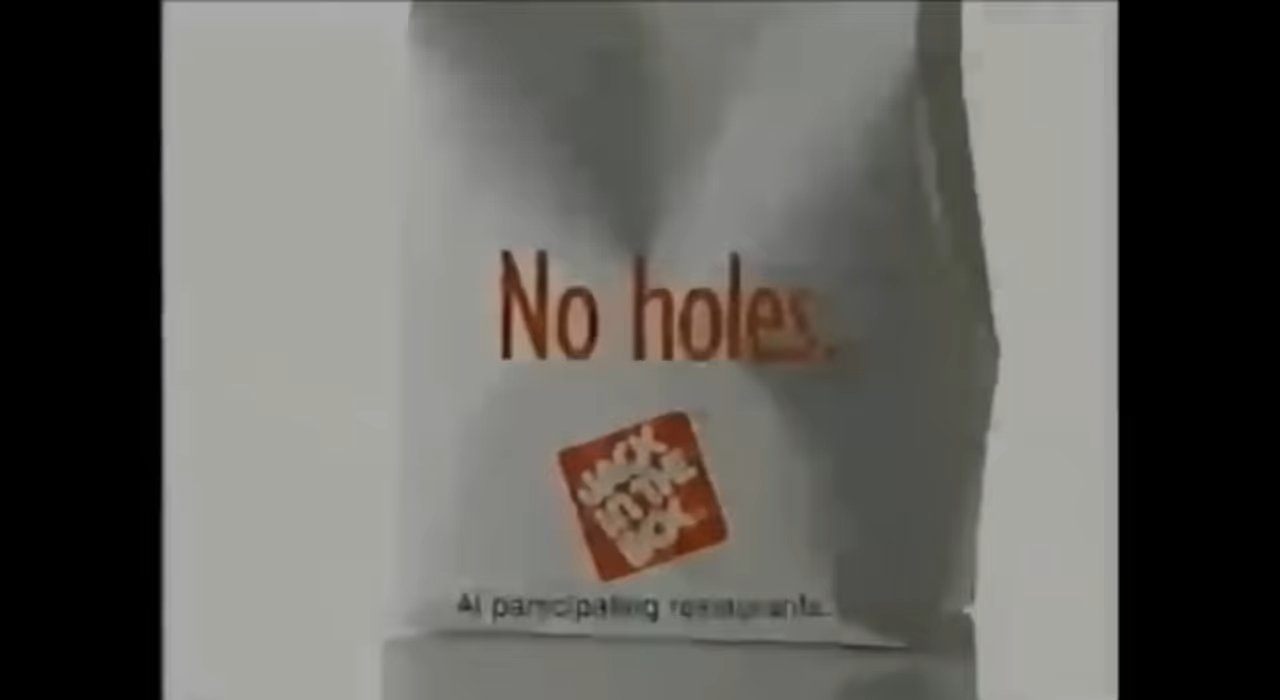 No holes.
JACK
IN THE
BOX
At participating restaurants.